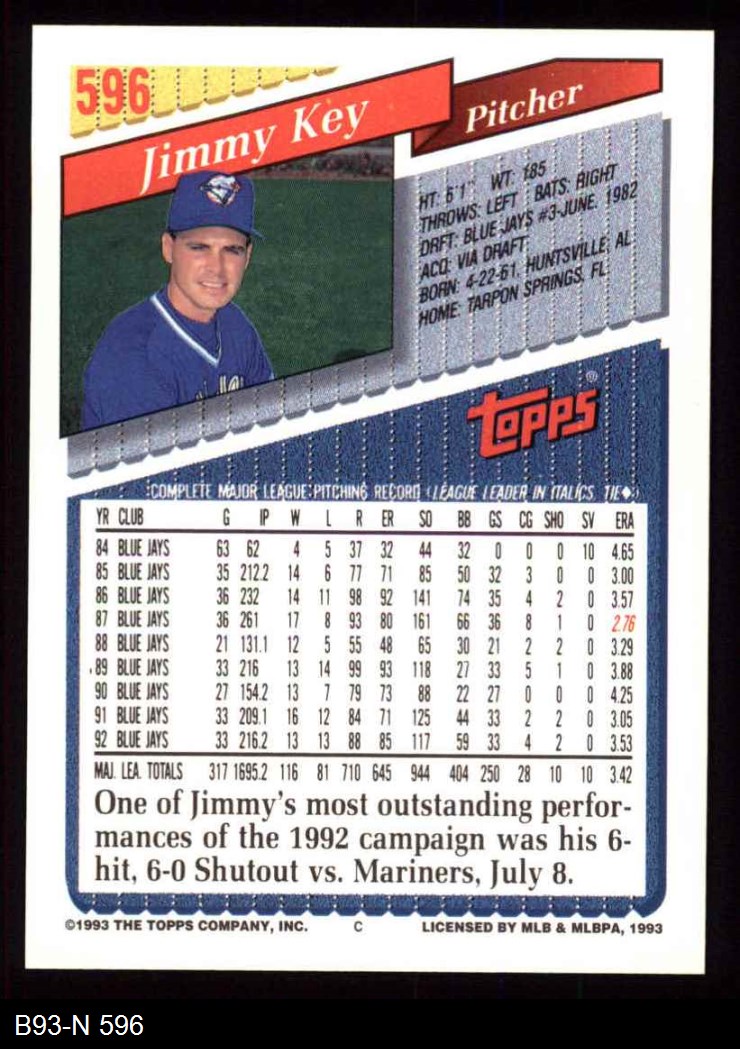 596
Jimmy Key
Pitcher
HT: 6'1" WT: 185
THROWS: LEFT BATS: RIGHT
DRFT: BLUE JAYS #3-JUNE, 1982
ACQ: VIA DRAFT
BORN: 4-22-61, HUNTSVILLE, AL
HOME: TARPON SPRINGS, FL
TOPPS®
COMPLETE MAJOR LEAGUE PITCHING RECORD (LEAGUE LEADER IN ITALICS, TIE◆)
YR CLUB G IP W L R ER SO BB GS CG SHO SV ERA
84 BLUE JAYS 63 62 4 5 37 32 44 32 0 0 0 10 4.65
85 BLUE JAYS 35 212.2 14 6 77 71 85 50 32 3 0 0 3.00
86 BLUE JAYS 36 232 14 11 98 92 141 74 35 4 2 0 3.57
87 BLUE JAYS 36 261 17 8 93 80 161 66 36 8 1 0 2.76
88 BLUE JAYS 21 131.1 12 5 55 48 65 30 21 2 2 0 3.29
89 BLUE JAYS 33 216 13 14 99 93 118 27 33 5 1 0 3.88
90 BLUE JAYS 27 154.2 13 7 79 73 88 22 27 0 0 0 4.25
91 BLUE JAYS 33 209.1 16 12 84 71 125 44 33 2 2 0 3.05
92 BLUE JAYS 33 216.2 13 13 88 85 117 59 33 4 2 0 3.53
MAJ. LEA. TOTALS 317 1695.2 116 81 710 645 944 404 250 28 10 10 3.42
One of Jimmy's most outstanding perfor-
mances of the 1992 campaign was his 6-
hit, 6-0 Shutout vs. Mariners, July 8.
©1993 THE TOPPS COMPANY, INC. C LICENSED BY MLB & MLBPA, 1993
B93-N 596